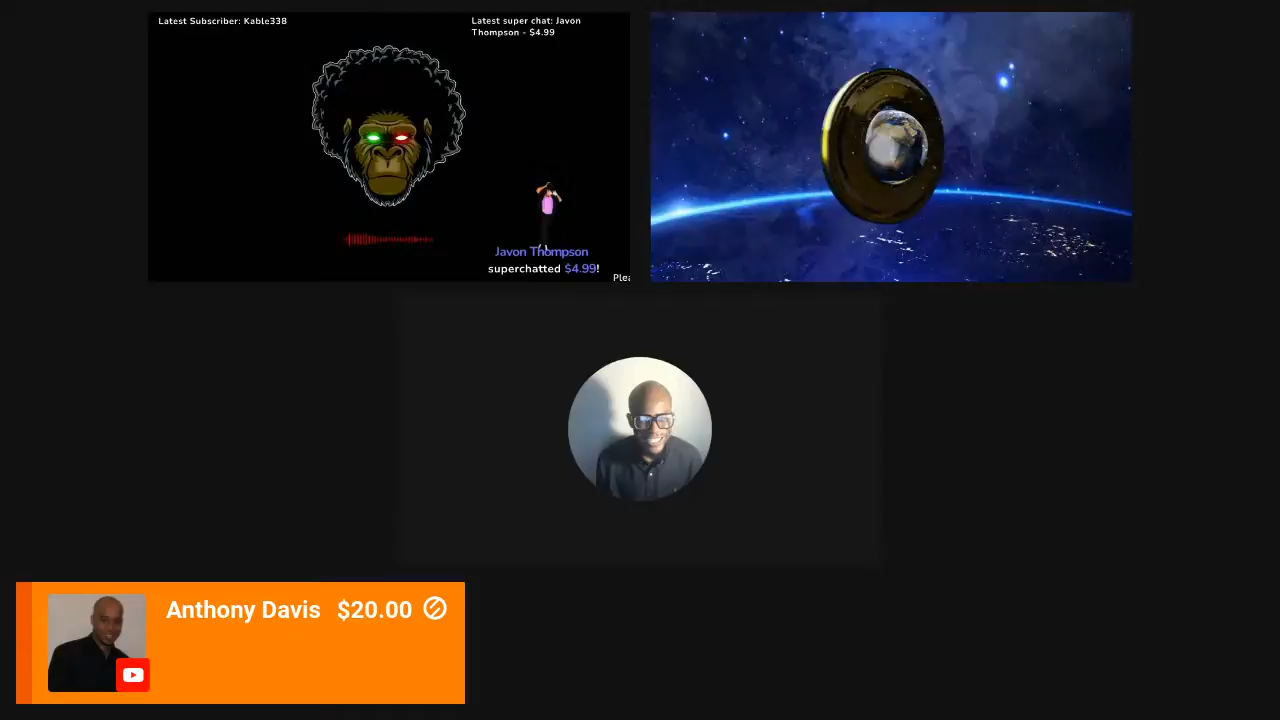 Latest Subscriber: Kable338
Latest super chat: Javon
Thompson - $4.99
Javon Thompson
superchatted $4.99!
Plea
Anthony Davis $20.00